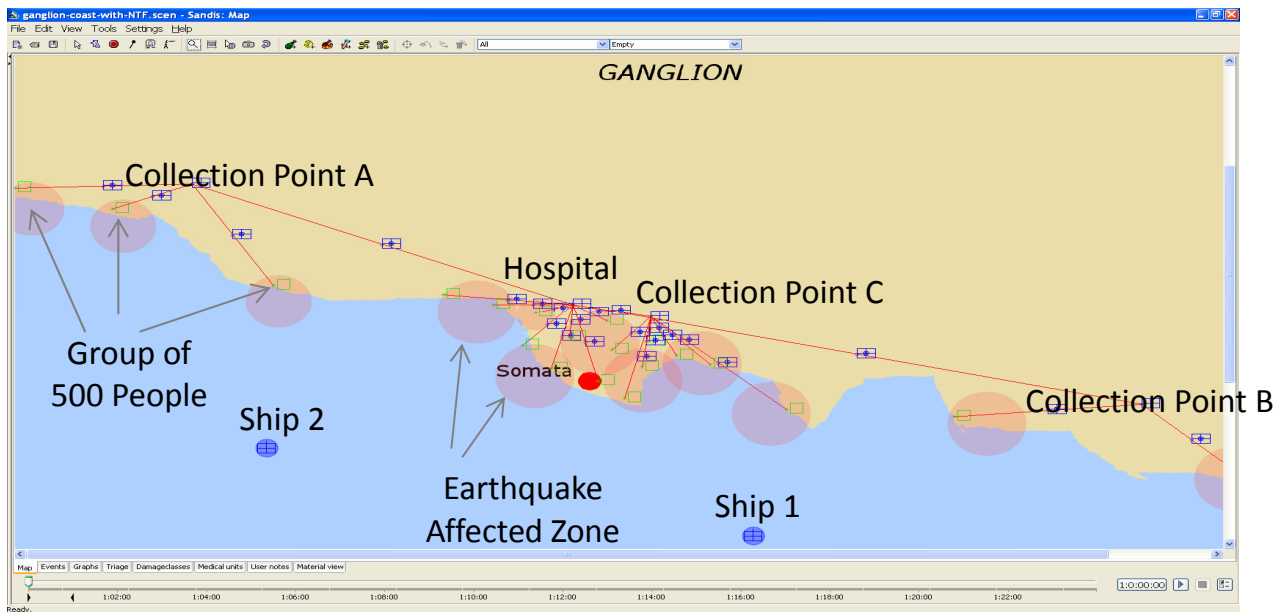 ganglion-coast-with-NTF.scen - Sandis: Map
File Edit View Tools Settings Help
All Empty
GANGLION
Collection Point A
Hospital
Collection Point C
Group of
500 People
Somata
Collection Point B
Ship 2
Earthquake
Affected Zone
Ship 1
Map Events Graphs Triage Damageclasses Medical units User notes Material view
1:0:00:00
1:02:00 1:04:00 1:06:00 1:08:00 1:10:00 1:12:00 1:14:00 1:16:00 1:18:00 1:20:00 1:22:00
Ready.